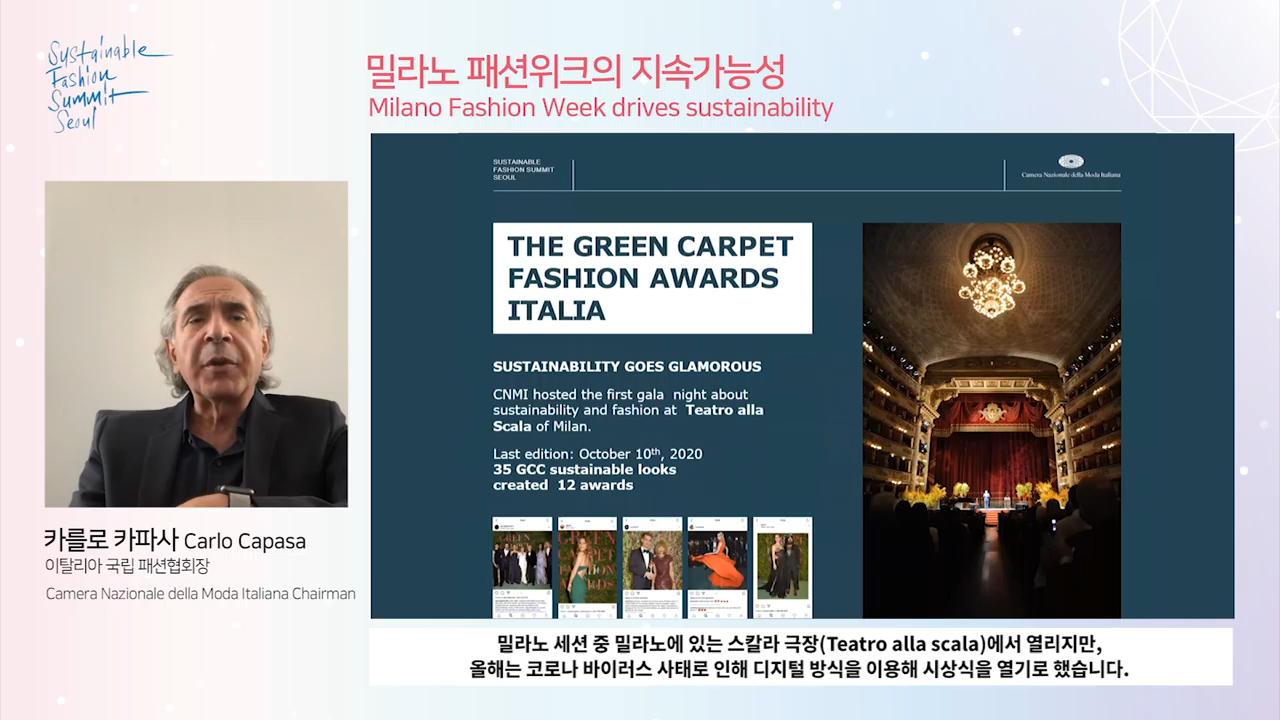 Sustainable
Fashion
Summit
Seoul
밀라노 패션위크의 지속가능성
Milano Fashion Week drives sustainability
SUSTAINABLE
FASHION SUMMIT
SEOUL
Camera Nazionale della Moda Italiana
THE GREEN CARPET
FASHION AWARDS
ITALIA
SUSTAINABILITY GOES GLAMOROUS
CNMI hosted the first gala night about
sustainability and fashion at Teatro alla
Scala of Milan.
Last edition: October 10th, 2020
35 GCC sustainable looks
created 12 awards
카를로 카파사 Carlo Capasa
이탈리아 국립 패션협회장
Camera Nazionale della Moda Italiana Chairman
밀라노 세션 중 밀라노에 있는 스칼라 극장(Teatro alla scala)에서 열리지만,
올해는 코로나 바이러스 사태로 인해 디지털 방식을 이용해 시상식을 열기로 했습니다.